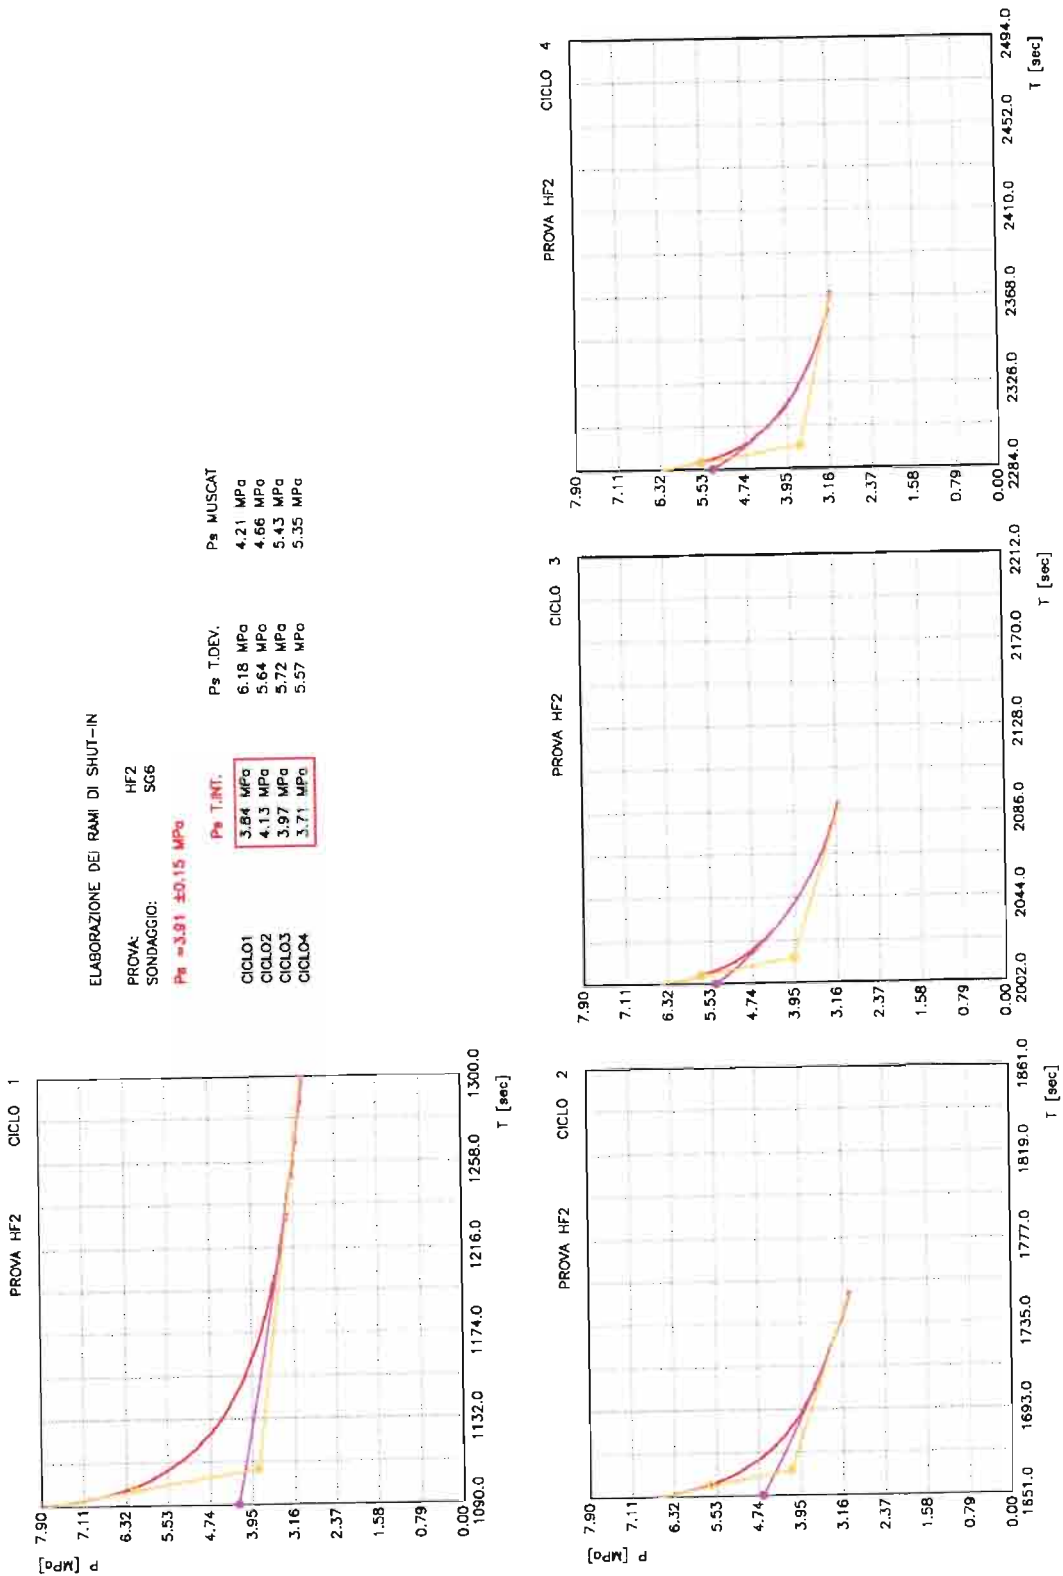 ELABORAZIONE DEI RAMI DI SHUT-IN
PROVA: HF2
SONDAGGIO: SG6
Ps =3.91 ±0.15 MPa
Ps T.INT. Ps T.DEV. Ps MUSCAT
CICLO1 3.84 MPa 6.18 MPa 4.21 MPa
CICLO2 4.13 MPa 5.64 MPa 4.66 MPa
CICLO3 3.97 MPa 5.72 MPa 5.43 MPa
CICLO4 3.71 MPa 5.57 MPa 5.35 MPa
PROVA HF2 CICLO 1
P [MPa]
7.90
7.11
6.32
5.53
4.74
3.95
3.16
2.37
1.58
0.79
0.00
1090.0 1132.0 1174.0 1216.0 1258.0 1300.0
T [sec]
PROVA HF2 CICLO 2
P [MPa]
7.90
7.11
6.32
5.53
4.74
3.95
3.16
2.37
1.58
0.79
0.00
1651.0 1693.0 1735.0 1777.0 1819.0 1861.0
T [sec]
PROVA HF2 CICLO 3
7.90
7.11
6.32
5.53
4.74
3.95
3.16
2.37
1.58
0.79
0.00
2002.0 2044.0 2086.0 2128.0 2170.0 2212.0
T [sec]
PROVA HF2 CICLO 4
7.90
7.11
6.32
5.53
4.74
3.95
3.16
2.37
1.58
0.79
0.00
2284.0 2326.0 2368.0 2410.0 2452.0 2494.0
T [sec]